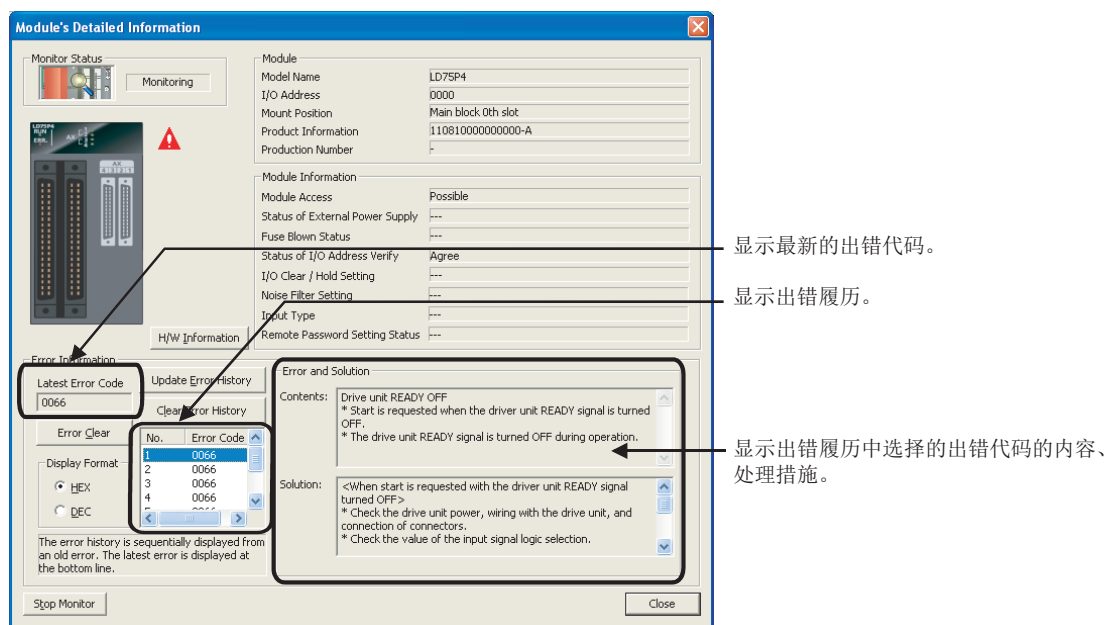 Module's Detailed Information
Monitor Status
Monitoring
Module
Model Name LD75P4
I/O Address 0000
Mount Position Main block 0th slot
Product Information 110810000000000-A
Production Number -
LD75P4
RUN
ERR.
AX
AX
4 3 2 1
Module Information
Module Access Possible
Status of External Power Supply ---
Fuse Blown Status ---
Status of I/O Address Verify Agree
I/O Clear / Hold Setting ---
Noise Filter Setting ---
Input Type ---
Remote Password Setting Status ---
H/W Information
显示最新的出错代码。
显示出错履历。
Error Information
Latest Error Code
0066
Update Error History
Clear Error History
Error Clear
Display Format
HEX
DEC
No. Error Code
1 0066
2 0066
3 0066
4 0066
The error history is sequentially displayed from
an old error. The latest error is displayed at
the bottom line.
Error and Solution
Contents:
Drive unit READY OFF
* Start is requested when the driver unit READY signal is turned
OFF.
* The drive unit READY signal is turned OFF during operation.
Solution:
<When start is requested with the driver unit READY signal
turned OFF>
* Check the drive unit power, wiring with the drive unit, and
connection of connectors.
* Check the value of the input signal logic selection.
显示出错履历中选择的出错代码的内容、
处理措施。
Stop Monitor
Close